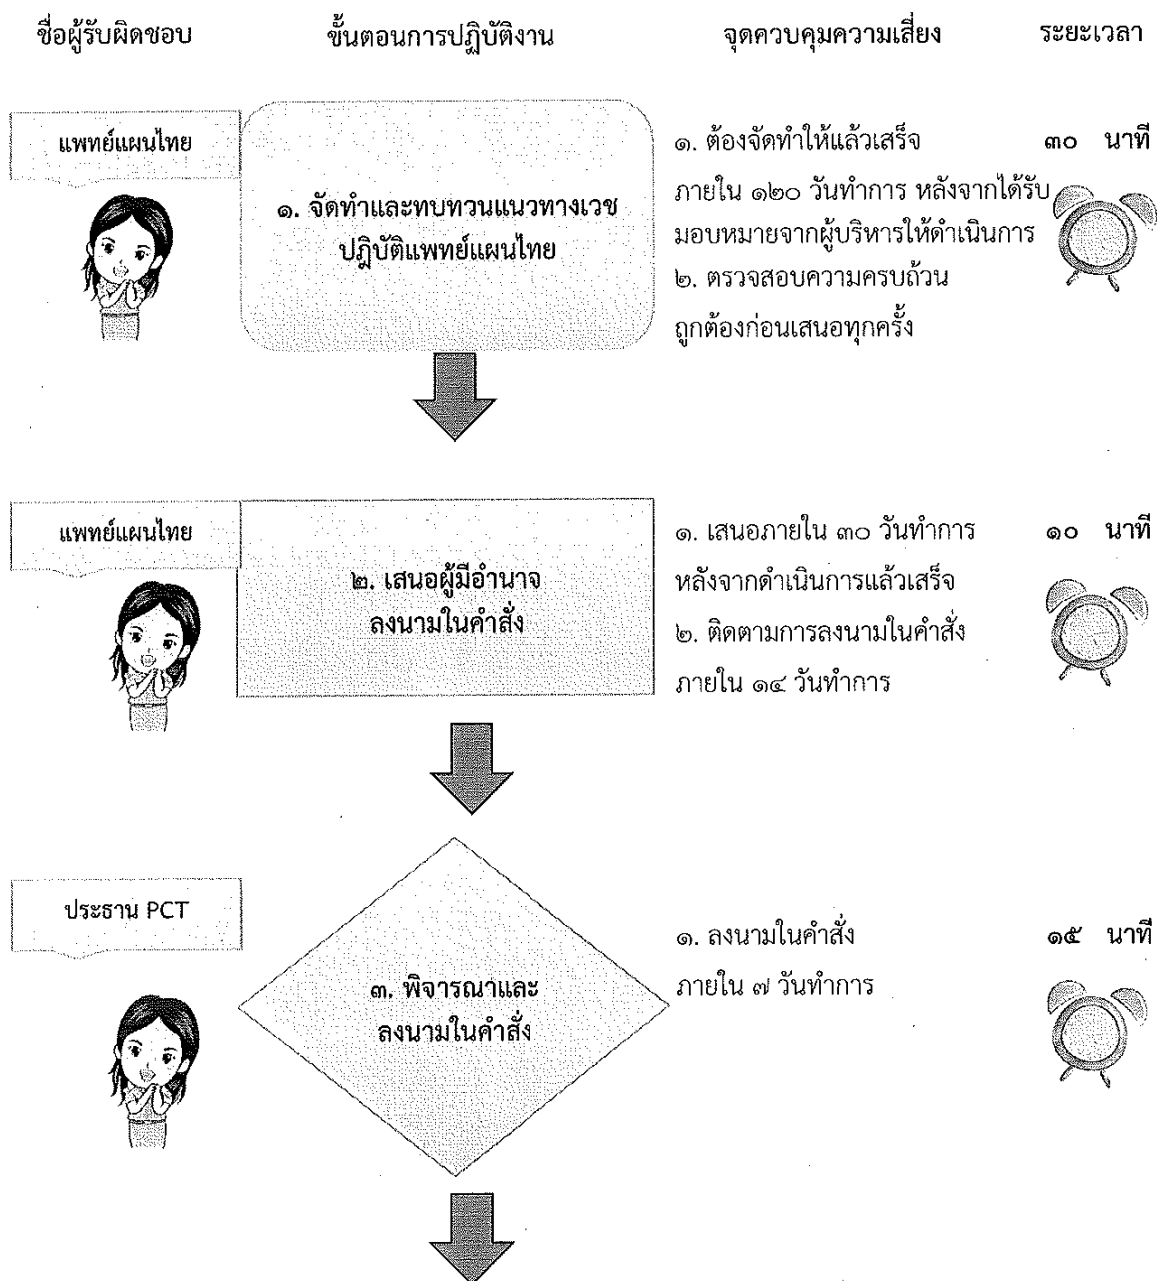 ชื่อผู้รับผิดชอบ ขั้นตอนการปฏิบัติงาน จุดควบคุมความเสี่ยง ระยะเวลา
แพทย์แผนไทย
๑. จัดทำและทบทวนแนวทางเวช
ปฎิบัติแพทย์แผนไทย
๑. ต้องจัดทำให้แล้วเสร็จ
ภายใน ๑๒๐ วันทำการ หลังจากได้รับ
มอบหมายจากผู้บริหารให้ดำเนินการ
๒. ตรวจสอบความครบถ้วน
ถูกต้องก่อนเสนอทุกครั้ง
๓๐ นาที
แพทย์แผนไทย
๒. เสนอผู้มีอำนาจ
ลงนามในคำสั่ง
๑. เสนอภายใน ๓๐ วันทำการ
หลังจากดำเนินการแล้วเสร็จ
๒. ติดตามการลงนามในคำสั่ง
ภายใน ๑๔ วันทำการ
๑๐ นาที
ประธาน PCT
๓. พิจารณาและ
ลงนามในคำสั่ง
๑. ลงนามในคำสั่ง
ภายใน ๗ วันทำการ
๑๕ นาที